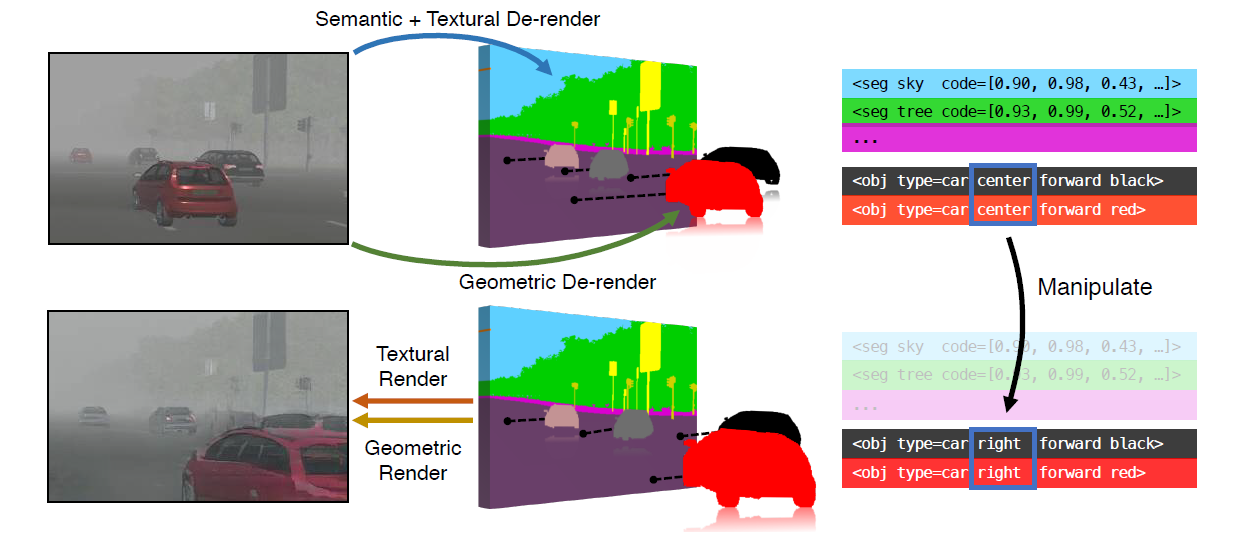 Semantic + Textural De-render
<seg sky  code=[0.90, 0.98, 0.43, …]>
<seg tree code=[0.93, 0.99, 0.52, …]>
...
<obj type=car center forward black>
<obj type=car center forward red>
Geometric De-render
Manipulate
Textural
Render
Geometric
Render
<seg sky  code=[0.90, 0.98, 0.43, …]>
<seg tree code=[0.93, 0.99, 0.52, …]>
...
<obj type=car right  forward black>
<obj type=car right  forward red>